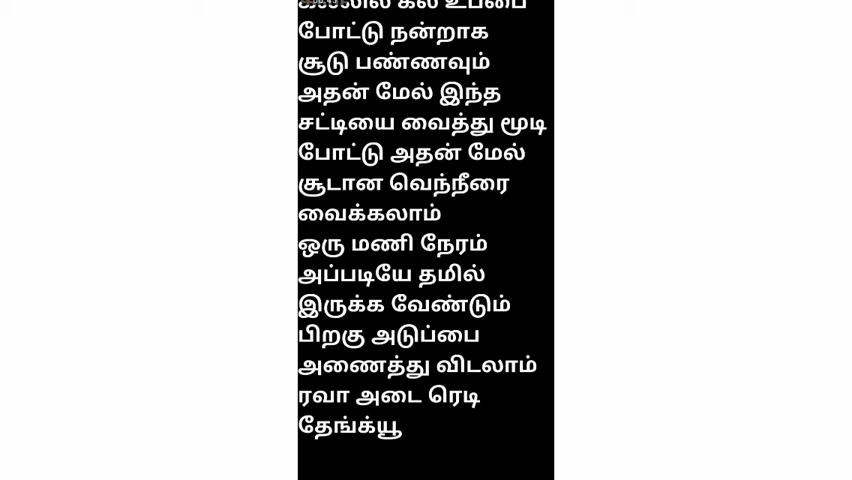 போட்டு நன்றாக
சூடு பண்ணவும்
அதன் மேல் இந்த
சட்டியை வைத்து மூடி
போட்டு அதன் மேல்
சூடான வெந்நீரை
வைக்கலாம்
ஒரு மணி நேரம்
அப்படியே தமில்
இருக்க வேண்டும்
பிறகு அடுப்பை
அணைத்து விடலாம்
ரவா அடை ரெடி
தேங்க்யூ